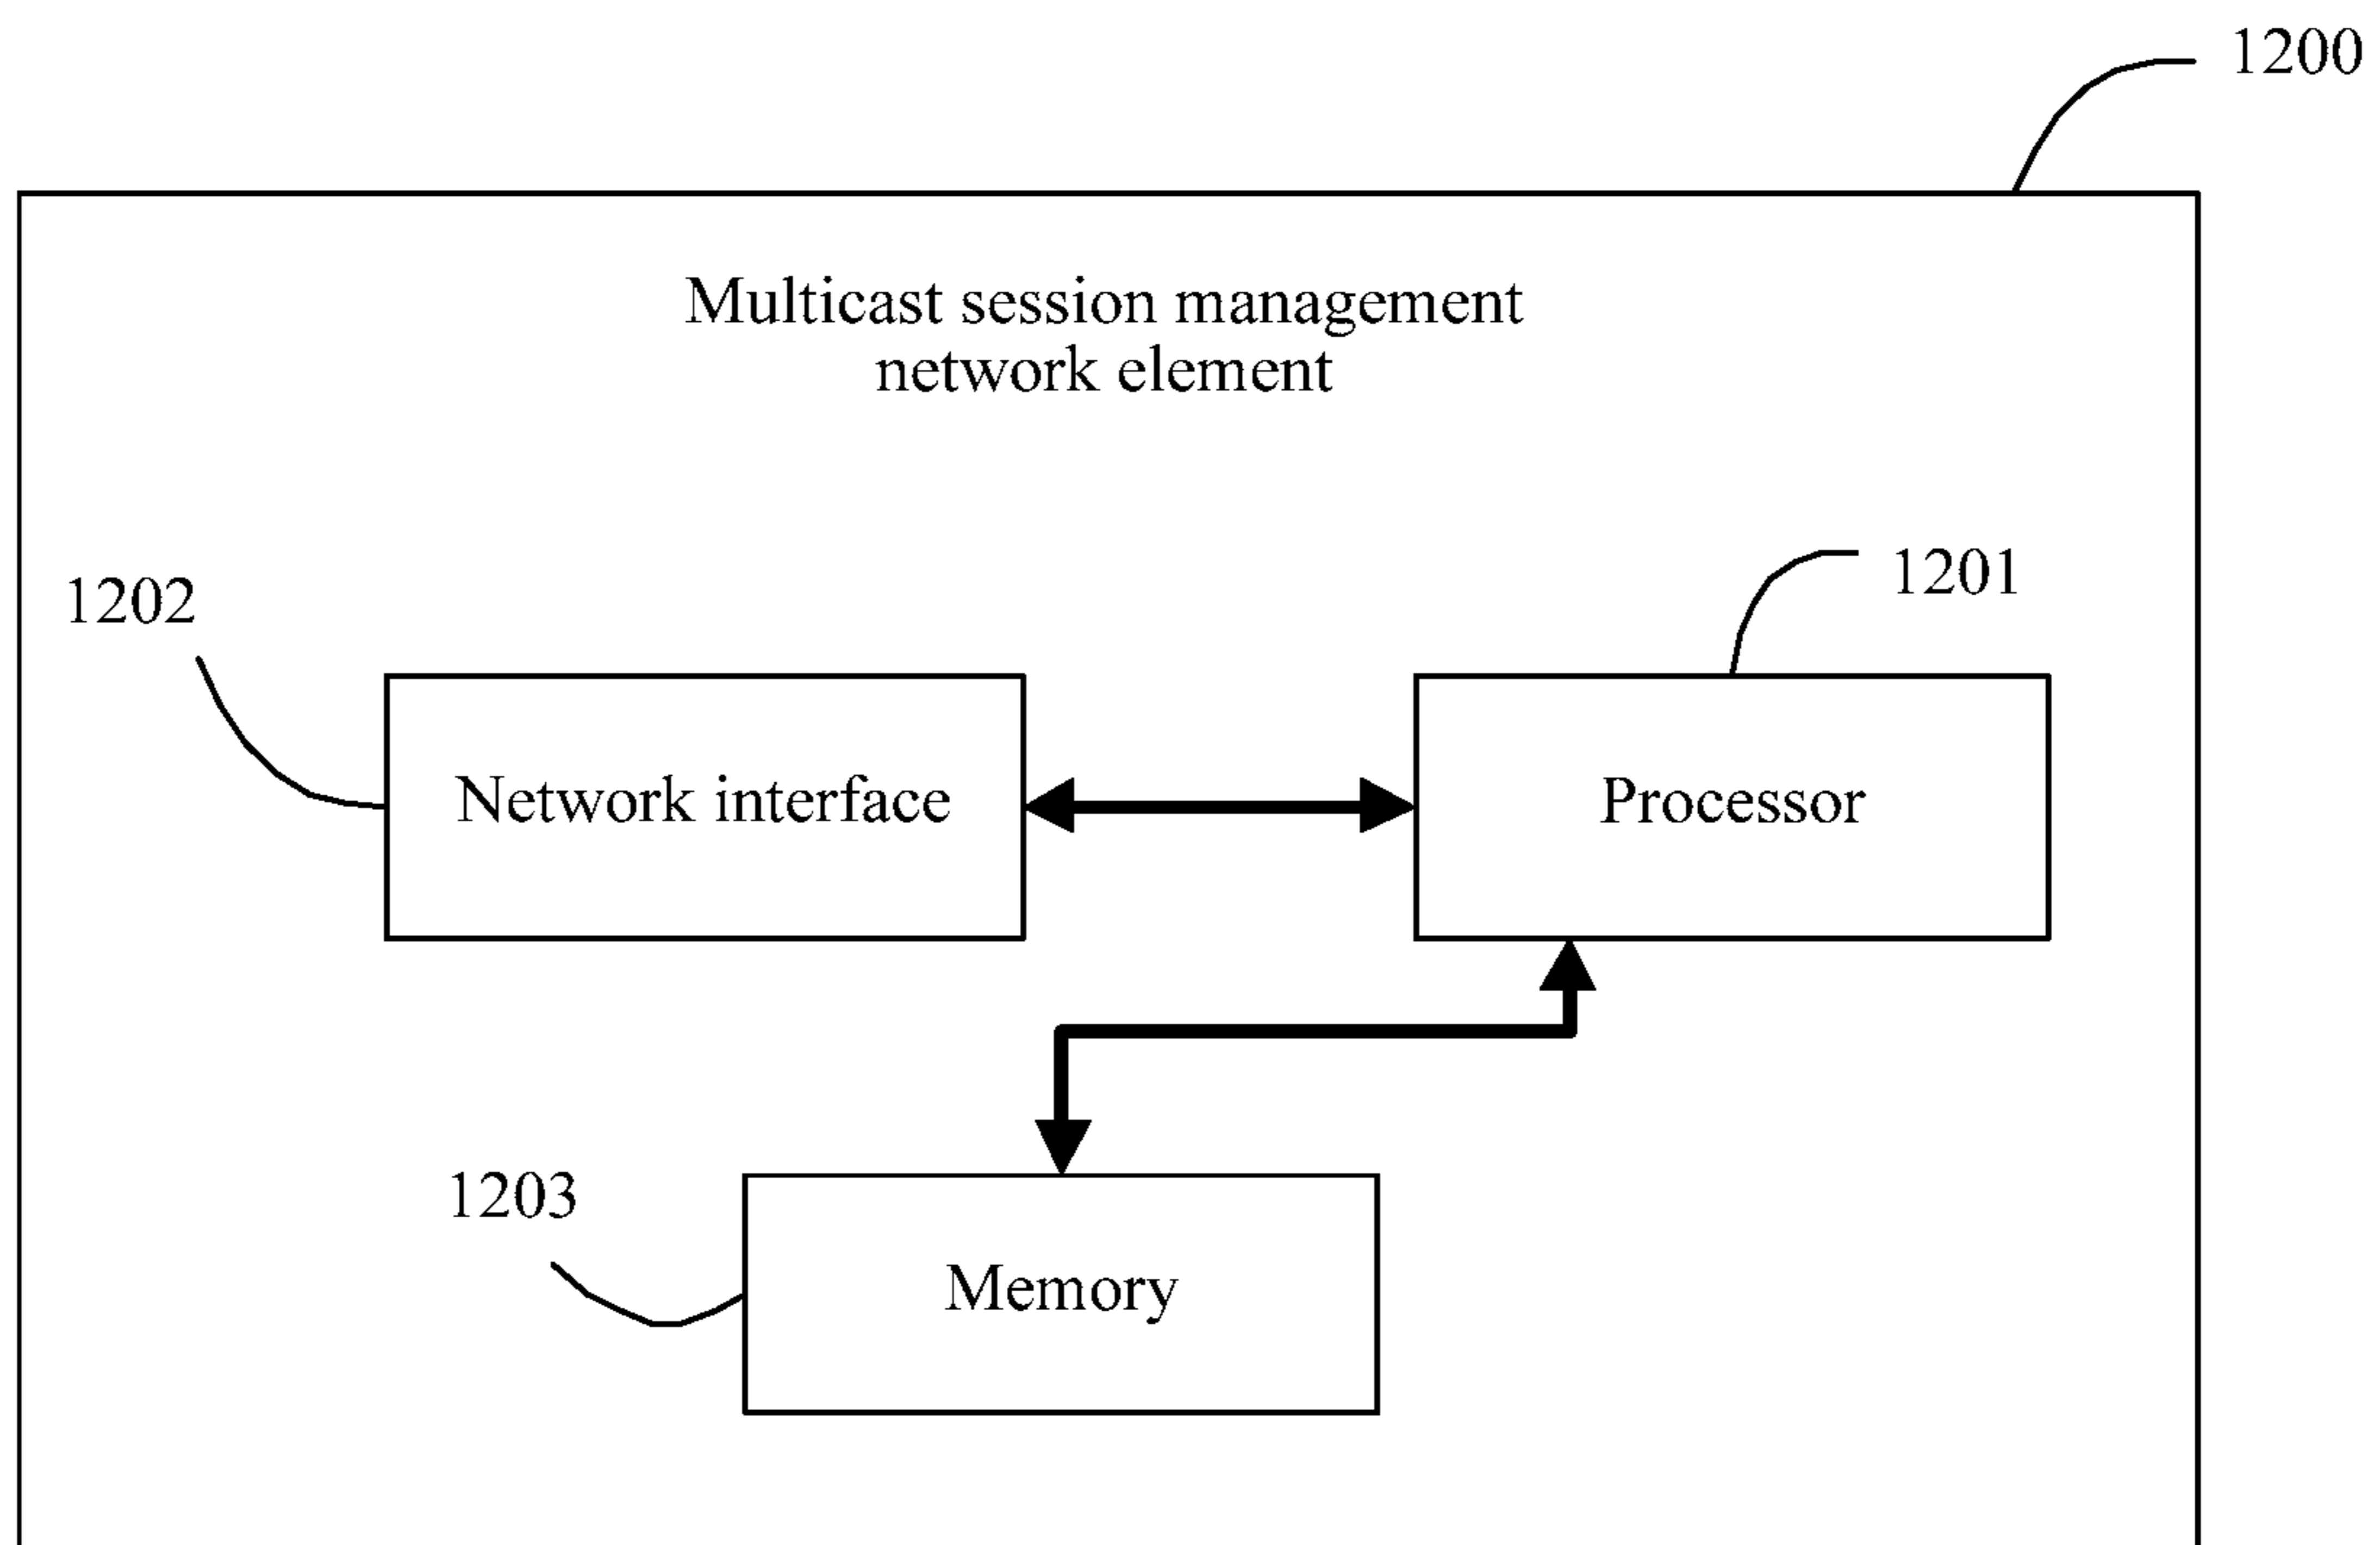 1200
Multicast session management
network element
1201
1202
Network interface
Processor
1203
Memory